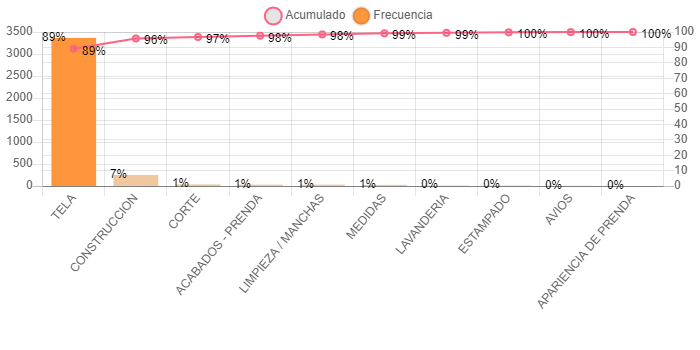 Acumulado Frecuencia
3500
3000
2500
2000
1500
1000
500
0
100
90
80
70
60
50
40
30
20
10
0
89% 7% 1% 1% 1% 1% 0% 0% 0% 0%
89% 96% 97% 98% 98% 99% 99% 100% 100% 100%
TELA
CONSTRUCCION
CORTE
ACABADOS - PRENDA
LIMPIEZA / MANCHAS
MEDIDAS
LAVANDERIA
ESTAMPADO
AVIOS
APARIENCIA DE PRENDA